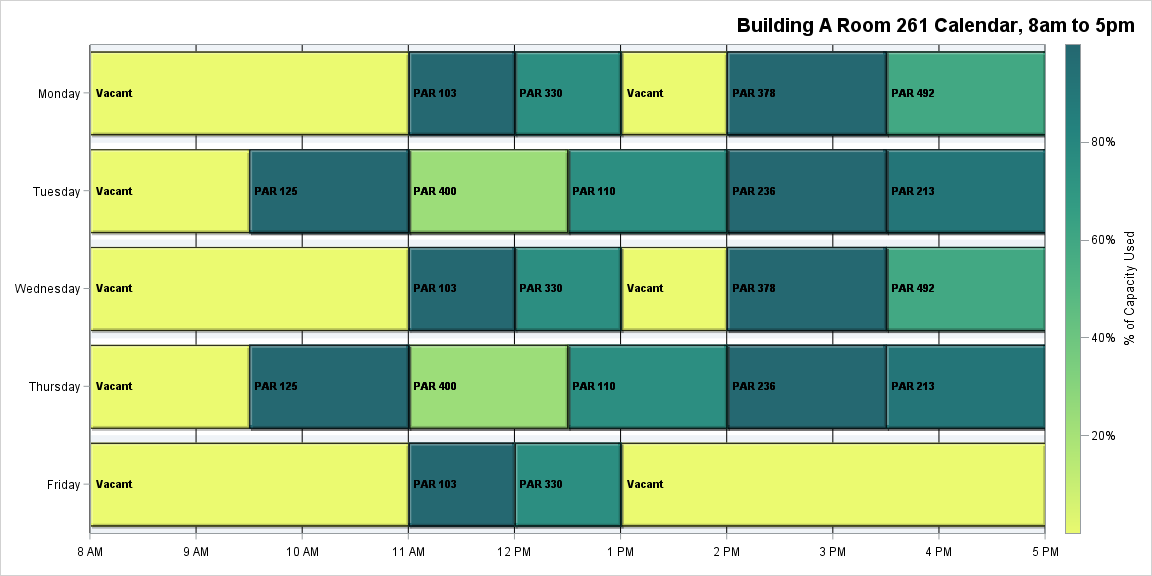 Building A Room 261 Calendar, 8am to 5pm
Monday
Vacant
PAR 103
PAR 330
Vacant
PAR 378
PAR 492
Tuesday
Vacant
PAR 125
PAR 400
PAR 110
PAR 236
PAR 213
Wednesday
Vacant
PAR 103
PAR 330
Vacant
PAR 378
PAR 492
Thursday
Vacant
PAR 125
PAR 400
PAR 110
PAR 236
PAR 213
Friday
Vacant
PAR 103
PAR 330
Vacant
8 AM
9 AM
10 AM
11 AM
12 PM
1 PM
2 PM
3 PM
4 PM
5 PM
80%
60%
40%
20%
% of Capacity Used